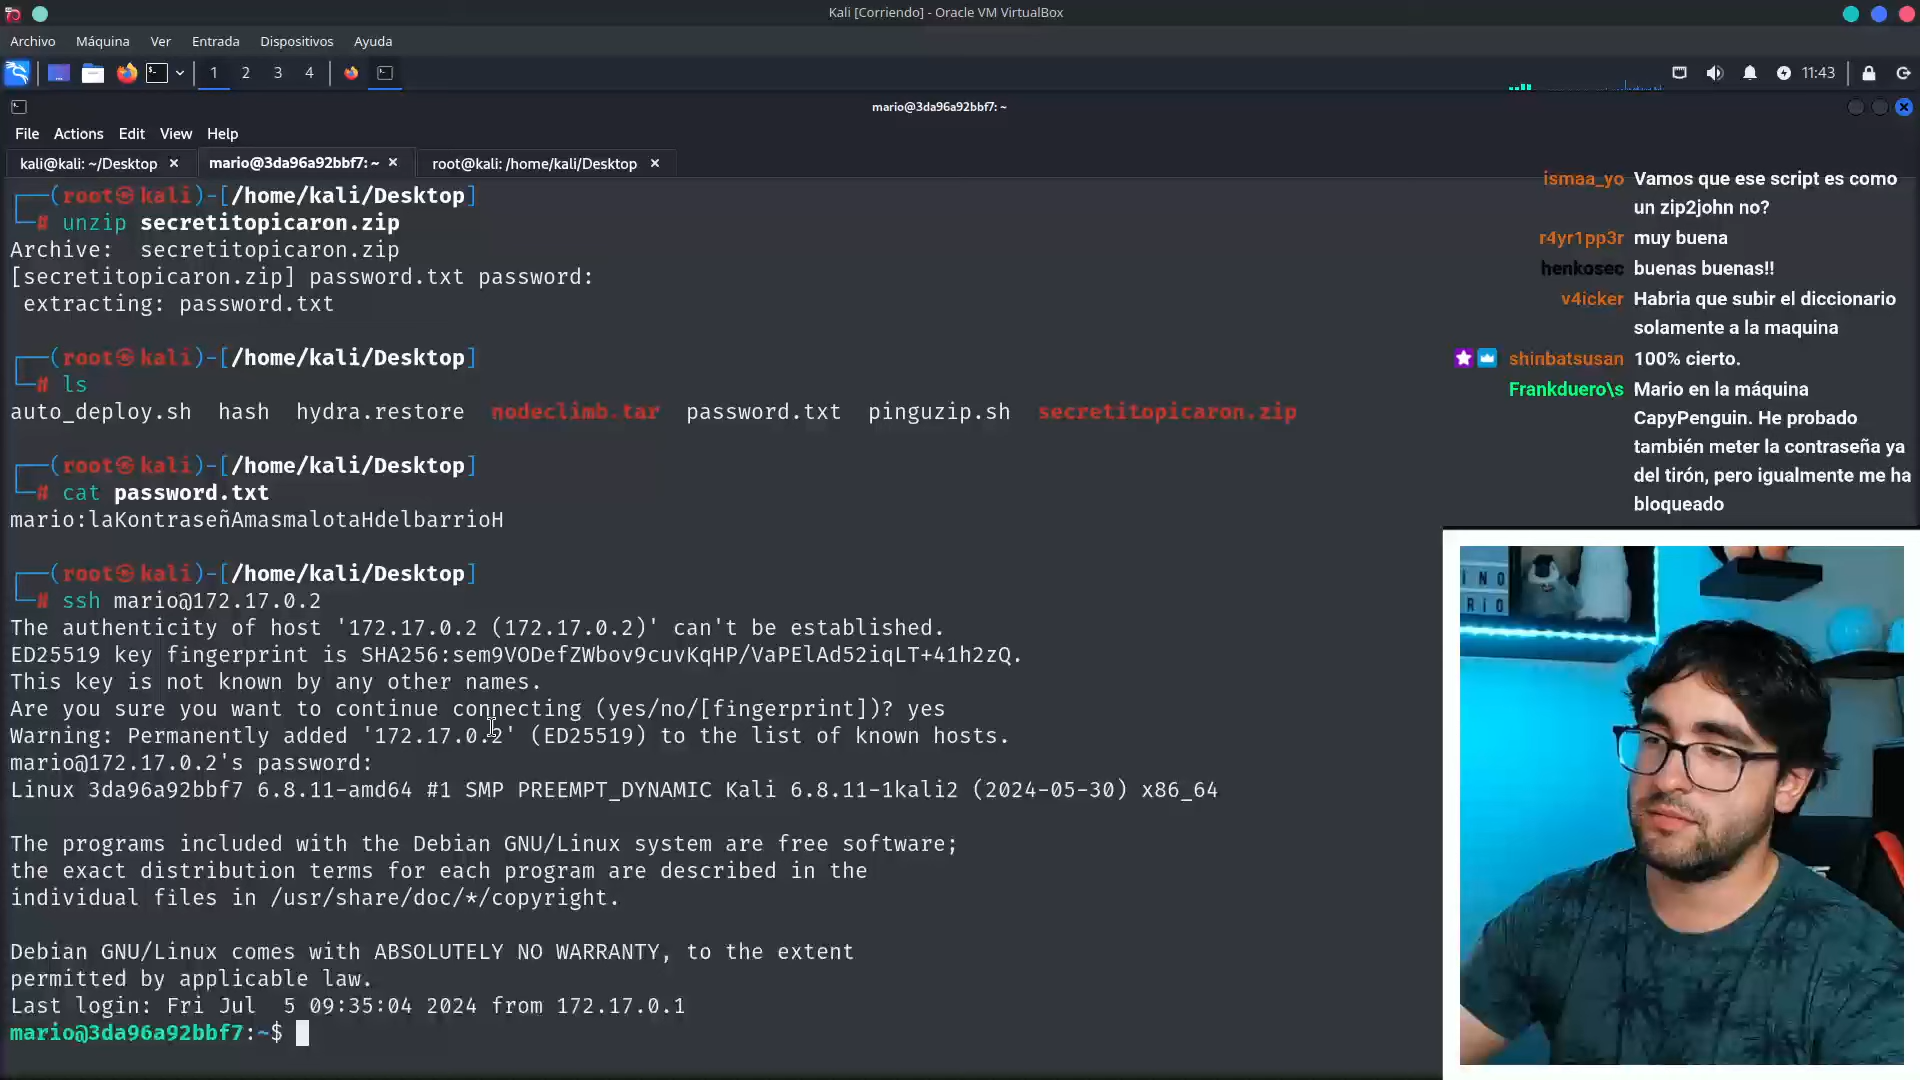 Kali [Corriendo] - Oracle VM VirtualBox
Archivo Máquina Ver Entrada Dispositivos Ayuda
1 2 3 4 11:43
mario@3da96a92bbf7: ~
File Actions Edit View Help
kali@kali: ~/Desktop × mario@3da96a92bbf7: ~ × root@kali: /home/kali/Desktop ×
┌──(root㉿kali)-[/home/kali/Desktop]
└─# unzip secretitopicaron.zip
Archive:  secretitopicaron.zip
[secretitopicaron.zip] password.txt password:
 extracting: password.txt
┌──(root㉿kali)-[/home/kali/Desktop]
└─# ls
auto_deploy.sh  hash  hydra.restore  nodeclimb.tar  password.txt  pinguzip.sh  secretitopicaron.zip
┌──(root㉿kali)-[/home/kali/Desktop]
└─# cat password.txt
mario:laKontraseñAmasmalotaHdelbarrioH
┌──(root㉿kali)-[/home/kali/Desktop]
└─# ssh mario@172.17.0.2
The authenticity of host '172.17.0.2 (172.17.0.2)' can't be established.
ED25519 key fingerprint is SHA256:sem9VODefZWbov9cuvKqHP/VaPElAd52iqLT+41h2zQ.
This key is not known by any other names.
Are you sure you want to continue connecting (yes/no/[fingerprint])? yes
Warning: Permanently added '172.17.0.2' (ED25519) to the list of known hosts.
mario@172.17.0.2's password:
Linux 3da96a92bbf7 6.8.11-amd64 #1 SMP PREEMPT_DYNAMIC Kali 6.8.11-1kali2 (2024-05-30) x86_64
The programs included with the Debian GNU/Linux system are free software;
the exact distribution terms for each program are described in the
individual files in /usr/share/doc/*/copyright.
Debian GNU/Linux comes with ABSOLUTELY NO WARRANTY, to the extent
permitted by applicable law.
Last login: Fri Jul  5 09:35:04 2024 from 172.17.0.1
mario@3da96a92bbf7:~$
ismaa_yo Vamos que ese script es como
un zip2john no?
r4yr1pp3r muy buena
henkosec buenas buenas!!
v4icker Habria que subir el diccionario
solamente a la maquina
shinbatsusan 100% cierto.
Frankduero\s Mario en la máquina
CapyPenguin. He probado
también meter la contraseña ya
del tirón, pero igualmente me ha
bloqueado